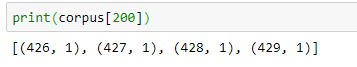 print(corpus[200])
[(426, 1), (427, 1), (428, 1), (429, 1)]